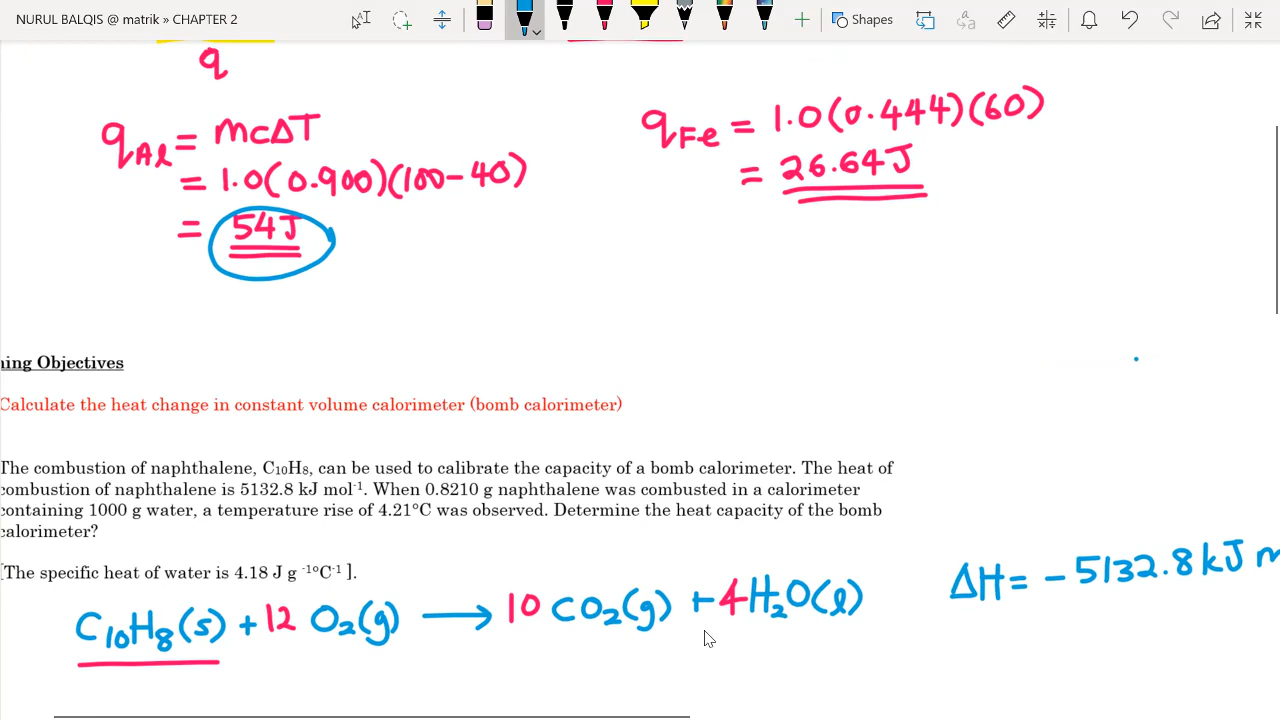 NURUL BALQIS @ matrik » CHAPTER 2
Shapes
q
qAl = mcΔT
= 1.0(0.900)(100-40)
= 54J
qFe = 1.0(0.444)(60)
= 26.64J
ning Objectives
Calculate the heat change in constant volume calorimeter (bomb calorimeter)
The combustion of naphthalene, C₁₀H₈, can be used to calibrate the capacity of a bomb calorimeter. The heat of
combustion of naphthalene is 5132.8 kJ mol⁻¹. When 0.8210 g naphthalene was combusted in a calorimeter
containing 1000 g water, a temperature rise of 4.21°C was observed. Determine the heat capacity of the bomb
calorimeter?
[The specific heat of water is 4.18 J g ⁻¹°C⁻¹ ].
C₁₀H₈(s) + 12 O₂(g) ⟶ 10 CO₂(g) + 4H₂O(l)
ΔH = -5132.8 kJ m